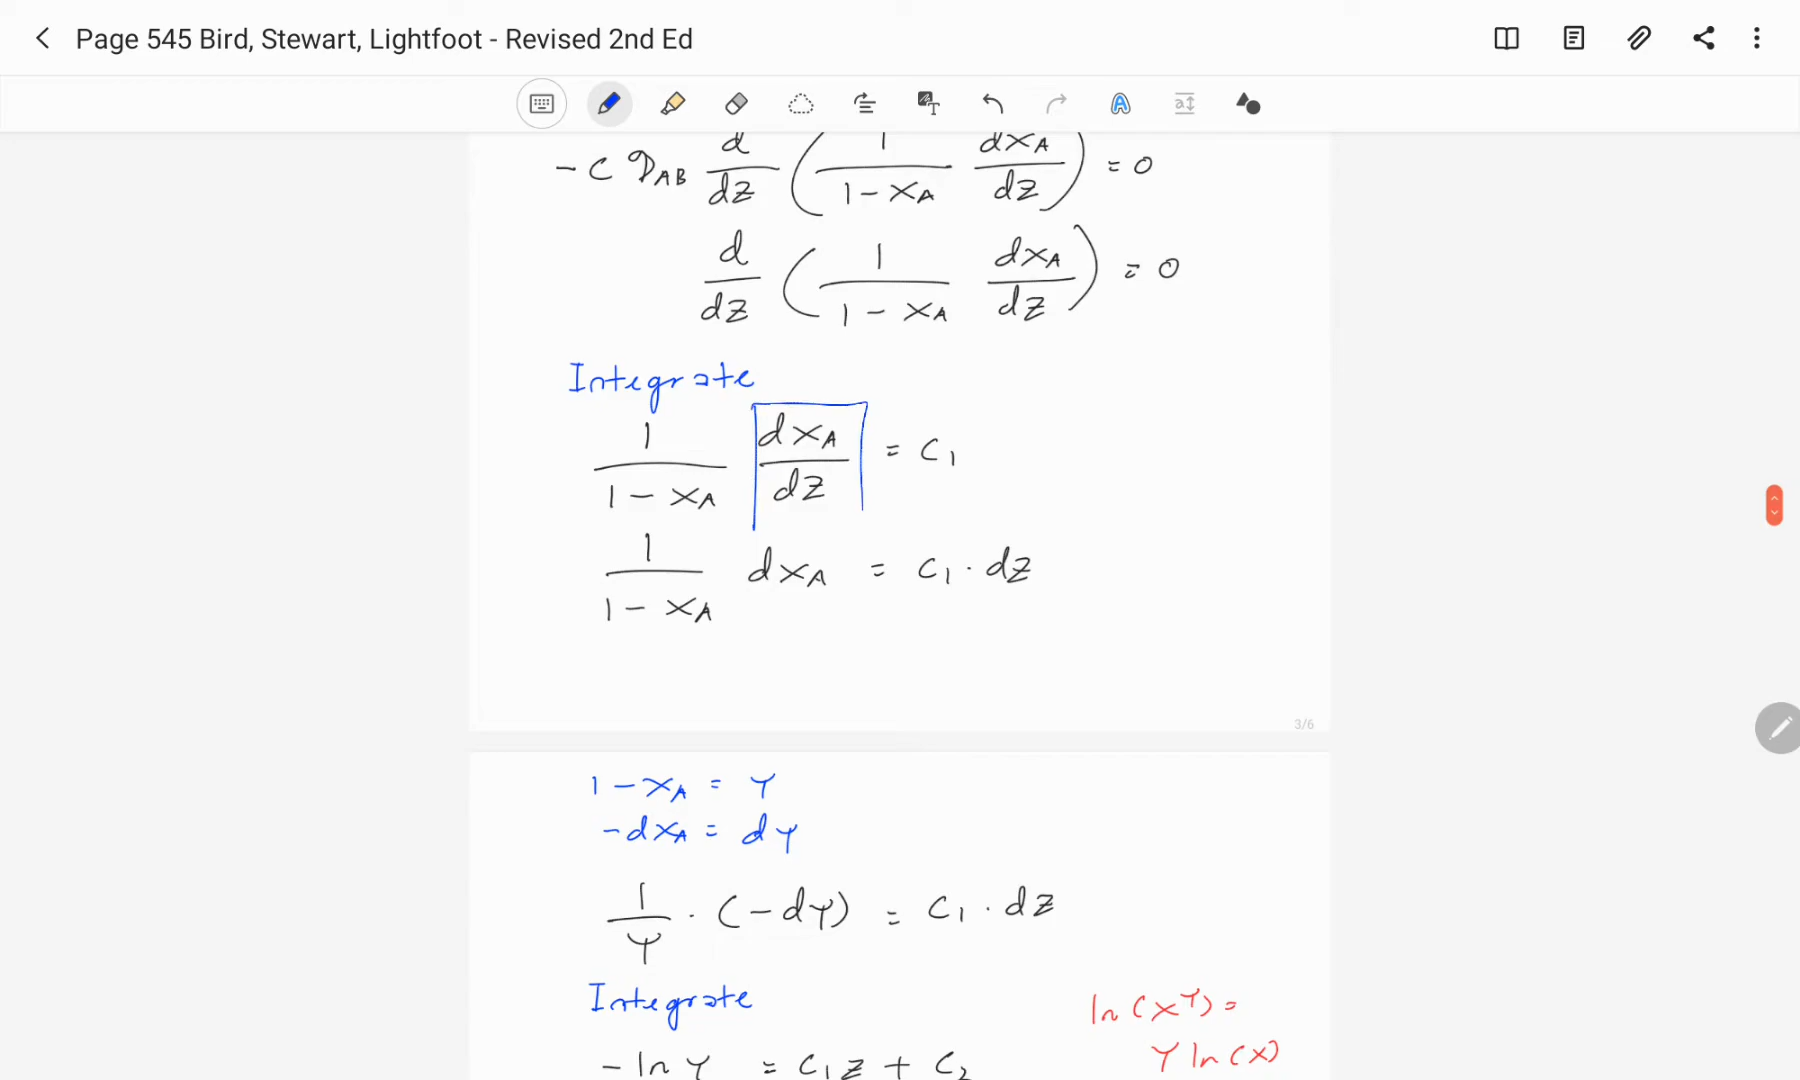 Page 545 Bird, Stewart, Lightfoot - Revised 2nd Ed
- C 𝒟AB d/dz ( 1/(1 - xA) dxA/dz ) = 0
d/dz ( 1/(1 - xA) dxA/dz ) = 0
Integrate
1/(1 - xA) dxA/dz = C1
1/(1 - xA) dxA = C1 · dz
3/6
1 - xA = Y
- dxA = dY
1/Y · (- dY) = C1 · dz
Integrate
ln (x^Y) =
Y ln (x)
- ln Y = C1z + C2